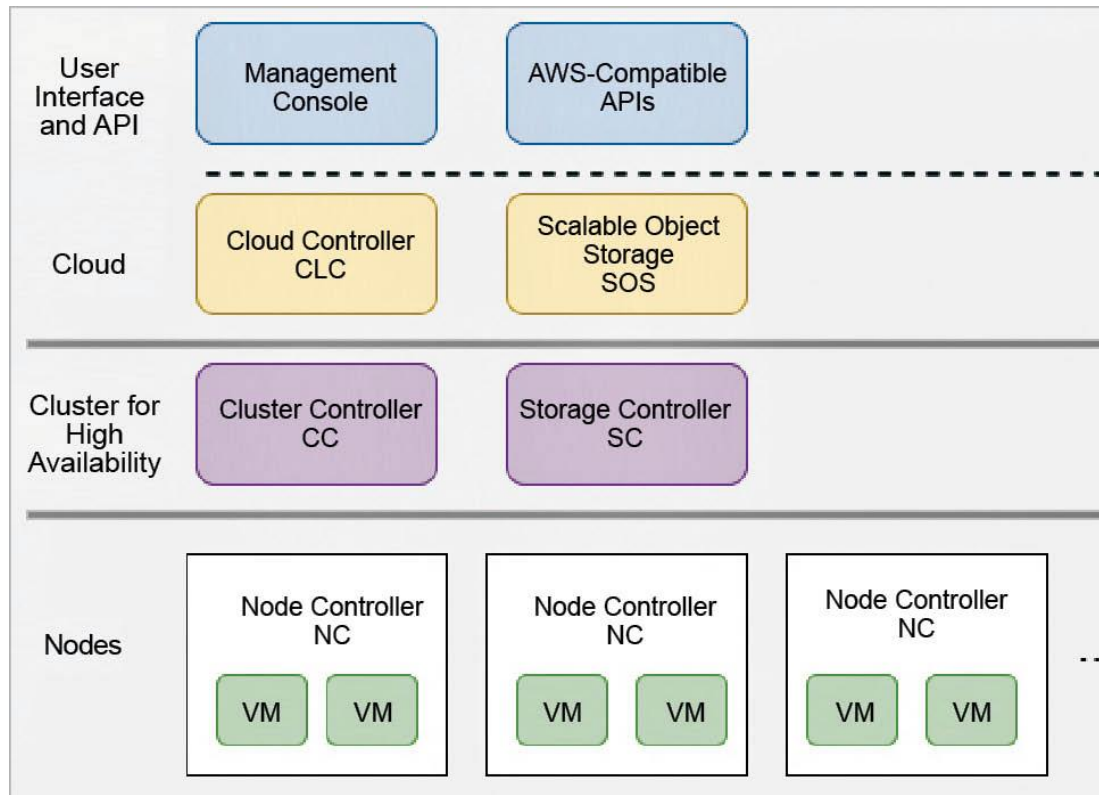 User
Interface
and API
Management
Console
AWS-Compatible
APIs
Cloud
Cloud Controller
CLC
Scalable Object
Storage
SOS
Cluster for
High
Availability
Cluster Controller
CC
Storage Controller
SC
Nodes
Node Controller
NC
VM VM
Node Controller
NC
VM VM
Node Controller
NC
VM VM